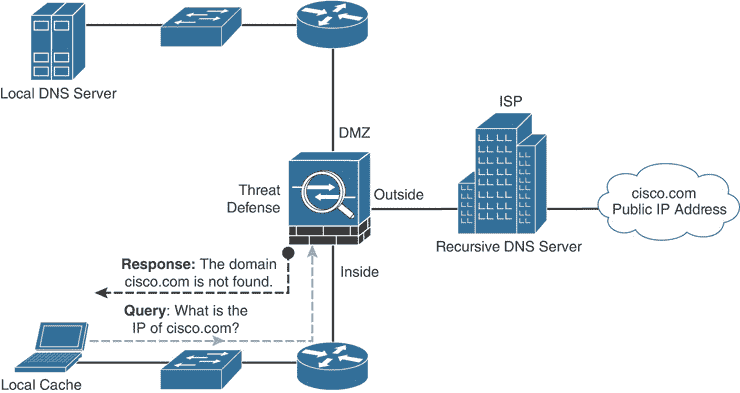 Local DNS Server
DMZ
ISP
Threat
Defense
Outside
cisco.com
Public IP Address
Recursive DNS Server
Inside
Response: The domain
cisco.com is not found.
Query: What is the
IP of cisco.com?
Local Cache